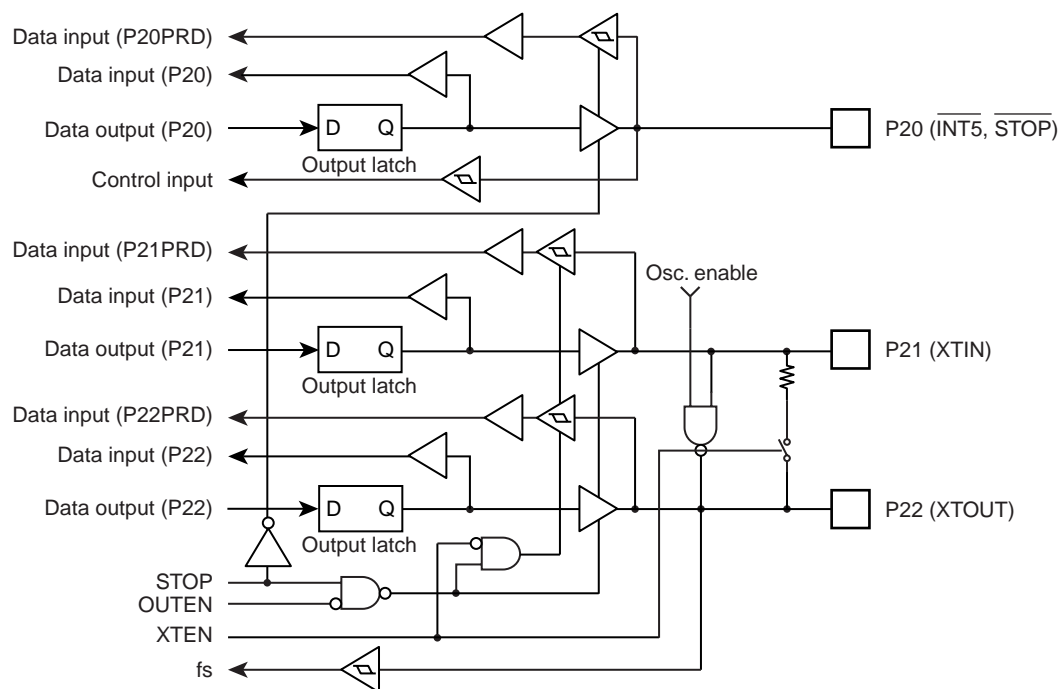 Data input (P20PRD)
Data input (P20)
Data output (P20)
D Q
Output latch
P20 (INT5, STOP)
Control input
Data input (P21PRD)
Osc. enable
Data input (P21)
Data output (P21)
D Q
Output latch
P21 (XTIN)
Data input (P22PRD)
Data input (P22)
Data output (P22)
D Q
Output latch
P22 (XTOUT)
STOP
OUTEN
XTEN
fs